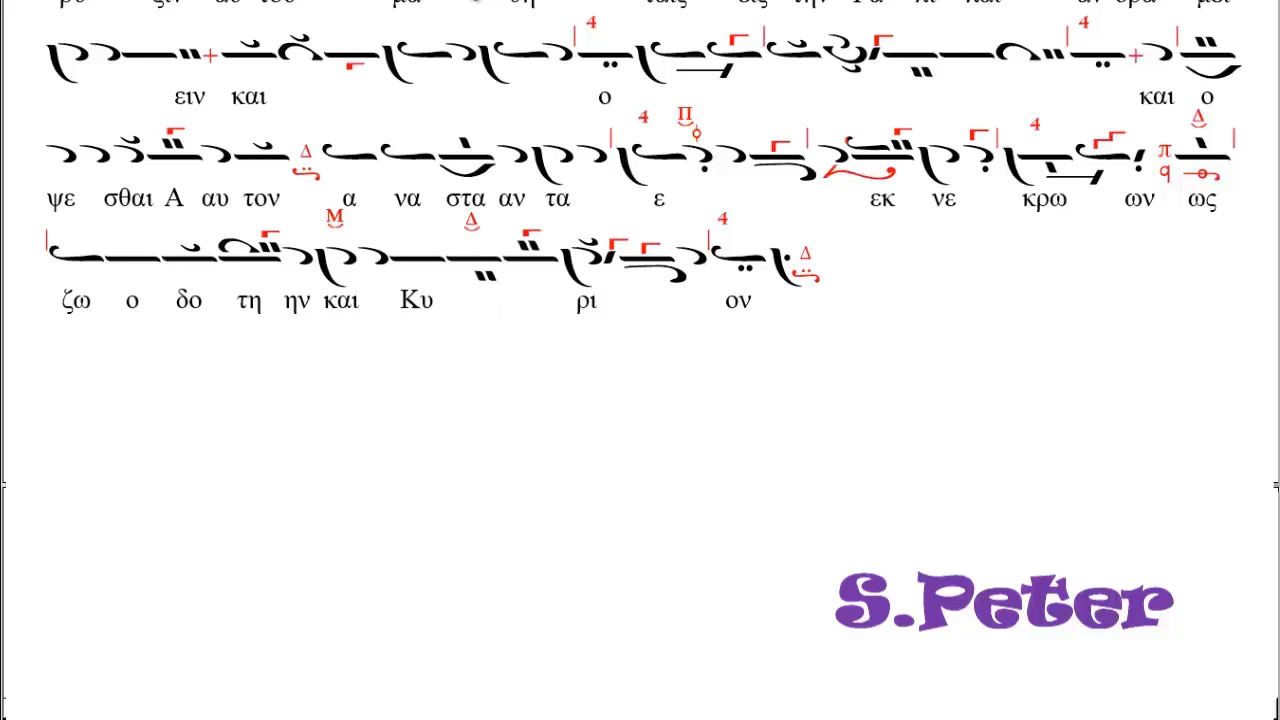 ειν και ο και ο
ψε σθαι Α αυ τον α να στα αν τα ε εκ νε κρω ων ως
ζω ο δο τη ην και Κυ ρι ον
S.Peter